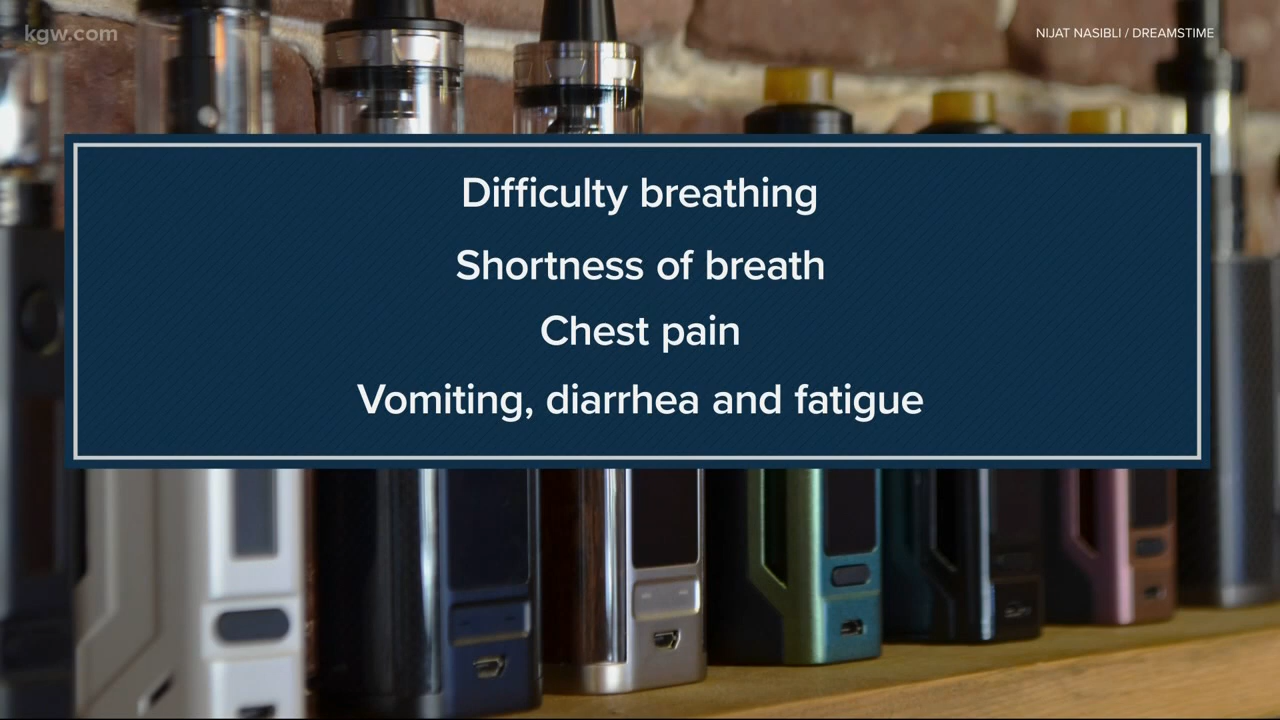 kgw.com
NIJAT NASIBLI / DREAMSTIME
Difficulty breathing
Shortness of breath
Chest pain
Vomiting, diarrhea and fatigue